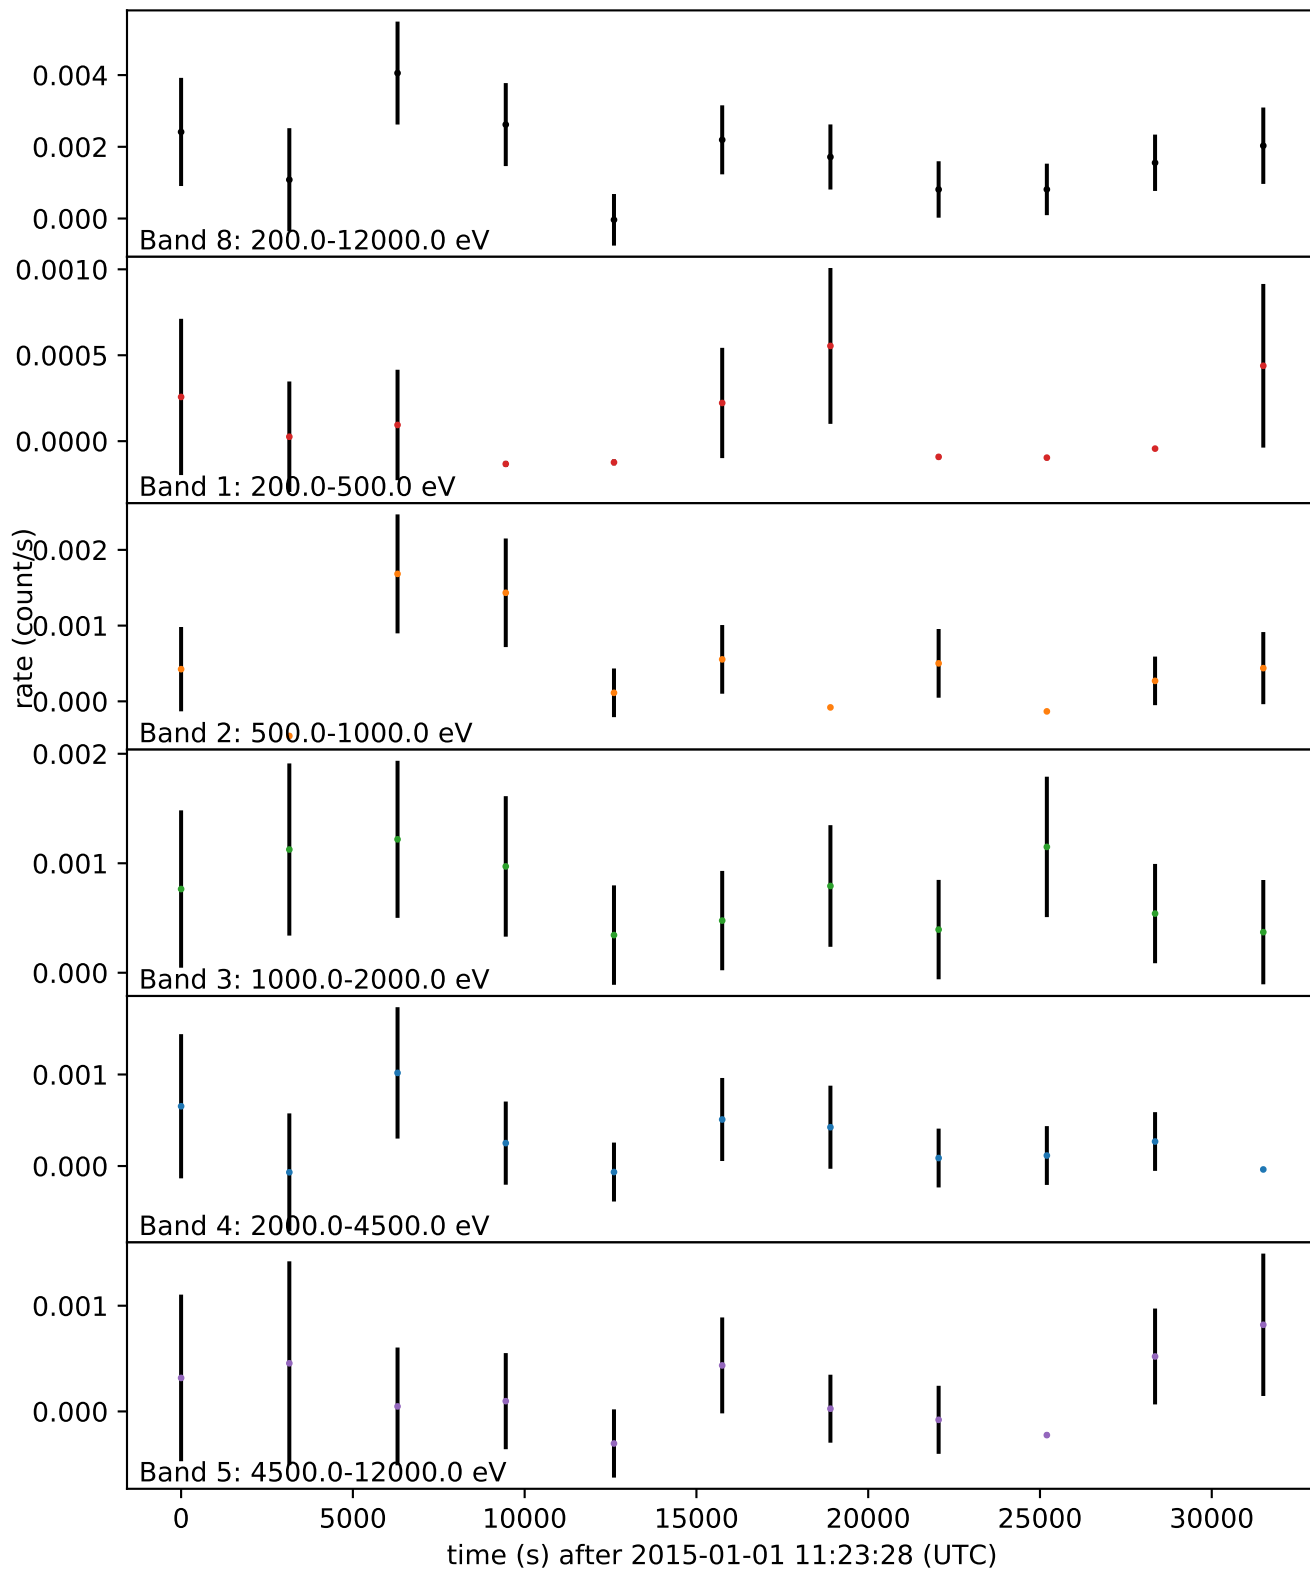 0.004
0.002
0.000
Band 8: 200.0-12000.0 eV
0.0010
0.0005
0.0000
Band 1: 200.0-500.0 eV
rate (count/s)
0.002
0.001
0.000
Band 2: 500.0-1000.0 eV
0.002
0.001
0.000
Band 3: 1000.0-2000.0 eV
0.001
0.000
Band 4: 2000.0-4500.0 eV
0.001
0.000
Band 5: 4500.0-12000.0 eV
0 5000 10000 15000 20000 25000 30000
time (s) after 2015-01-01 11:23:28 (UTC)